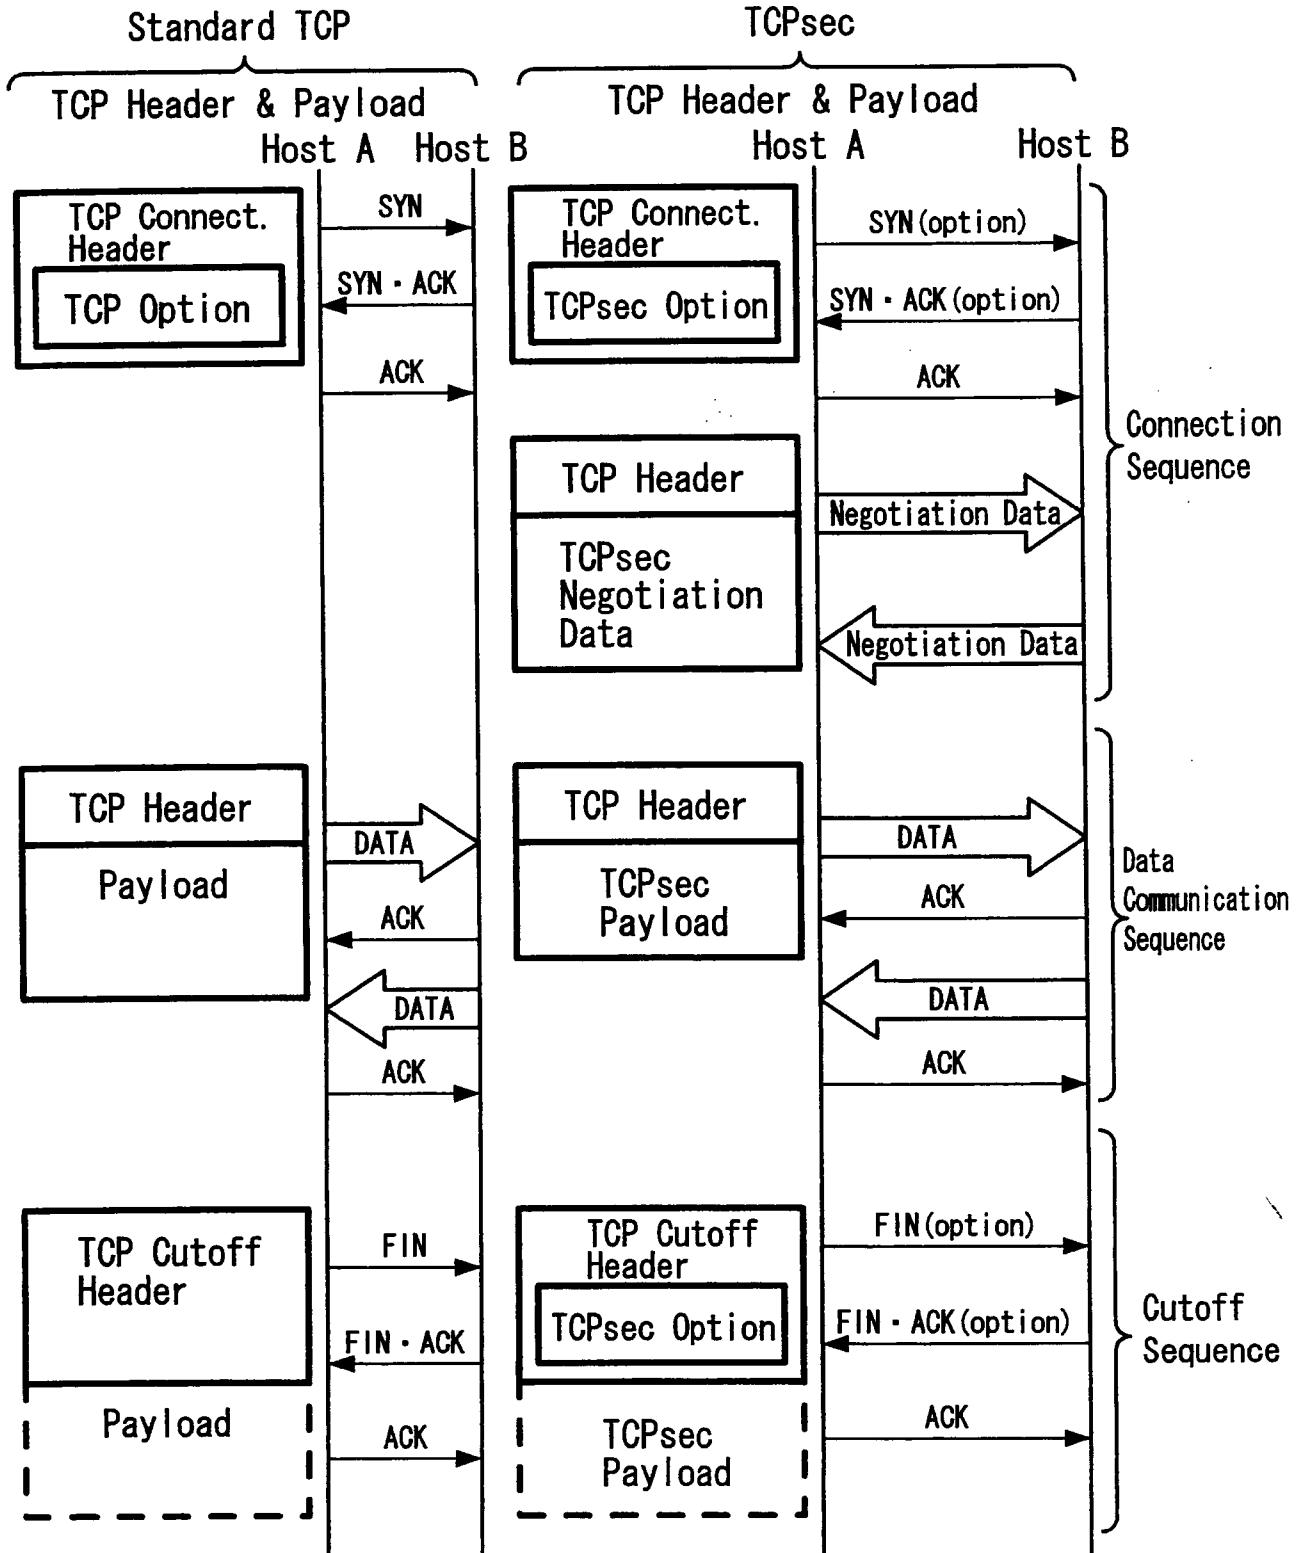 Standard TCP
TCP Header & Payload
Host A Host B
TCP Connect.
Header
TCP Option
SYN
SYN・ACK
ACK
TCP Header
Payload
DATA
ACK
DATA
ACK
TCP Cutoff
Header
Payload
FIN
FIN・ACK
ACK
TCPsec
TCP Header & Payload
Host A Host B
TCP Connect.
Header
TCPsec Option
SYN(option)
SYN・ACK(option)
ACK
TCP Header
TCPsec
Negotiation
Data
Negotiation Data
Negotiation Data
Connection
Sequence
TCP Header
TCPsec
Payload
DATA
ACK
DATA
ACK
Data
Communication
Sequence
TCP Cutoff
Header
TCPsec Option
TCPsec
Payload
FIN(option)
FIN・ACK(option)
ACK
Cutoff
Sequence